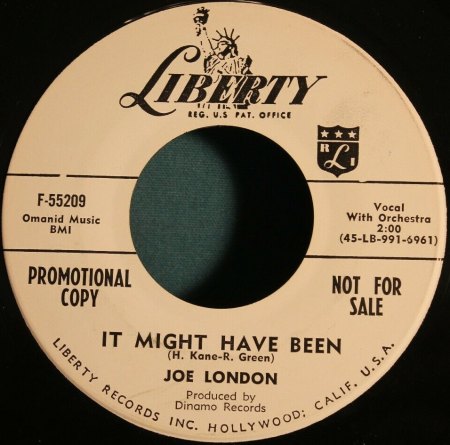 LIBERTY
REG. U.S PAT. OFFICE
RLI
F-55209
Omanid Music
BMI
Vocal
With Orchestra
2:00
(45-LB-991-6961)
PROMOTIONAL
COPY
NOT FOR
SALE
IT MIGHT HAVE BEEN
(H. Kane-R. Green)
JOE LONDON
Produced by
Dinamo Records
LIBERTY RECORDS INC. HOLLYWOOD; CALIF. U.S.A.